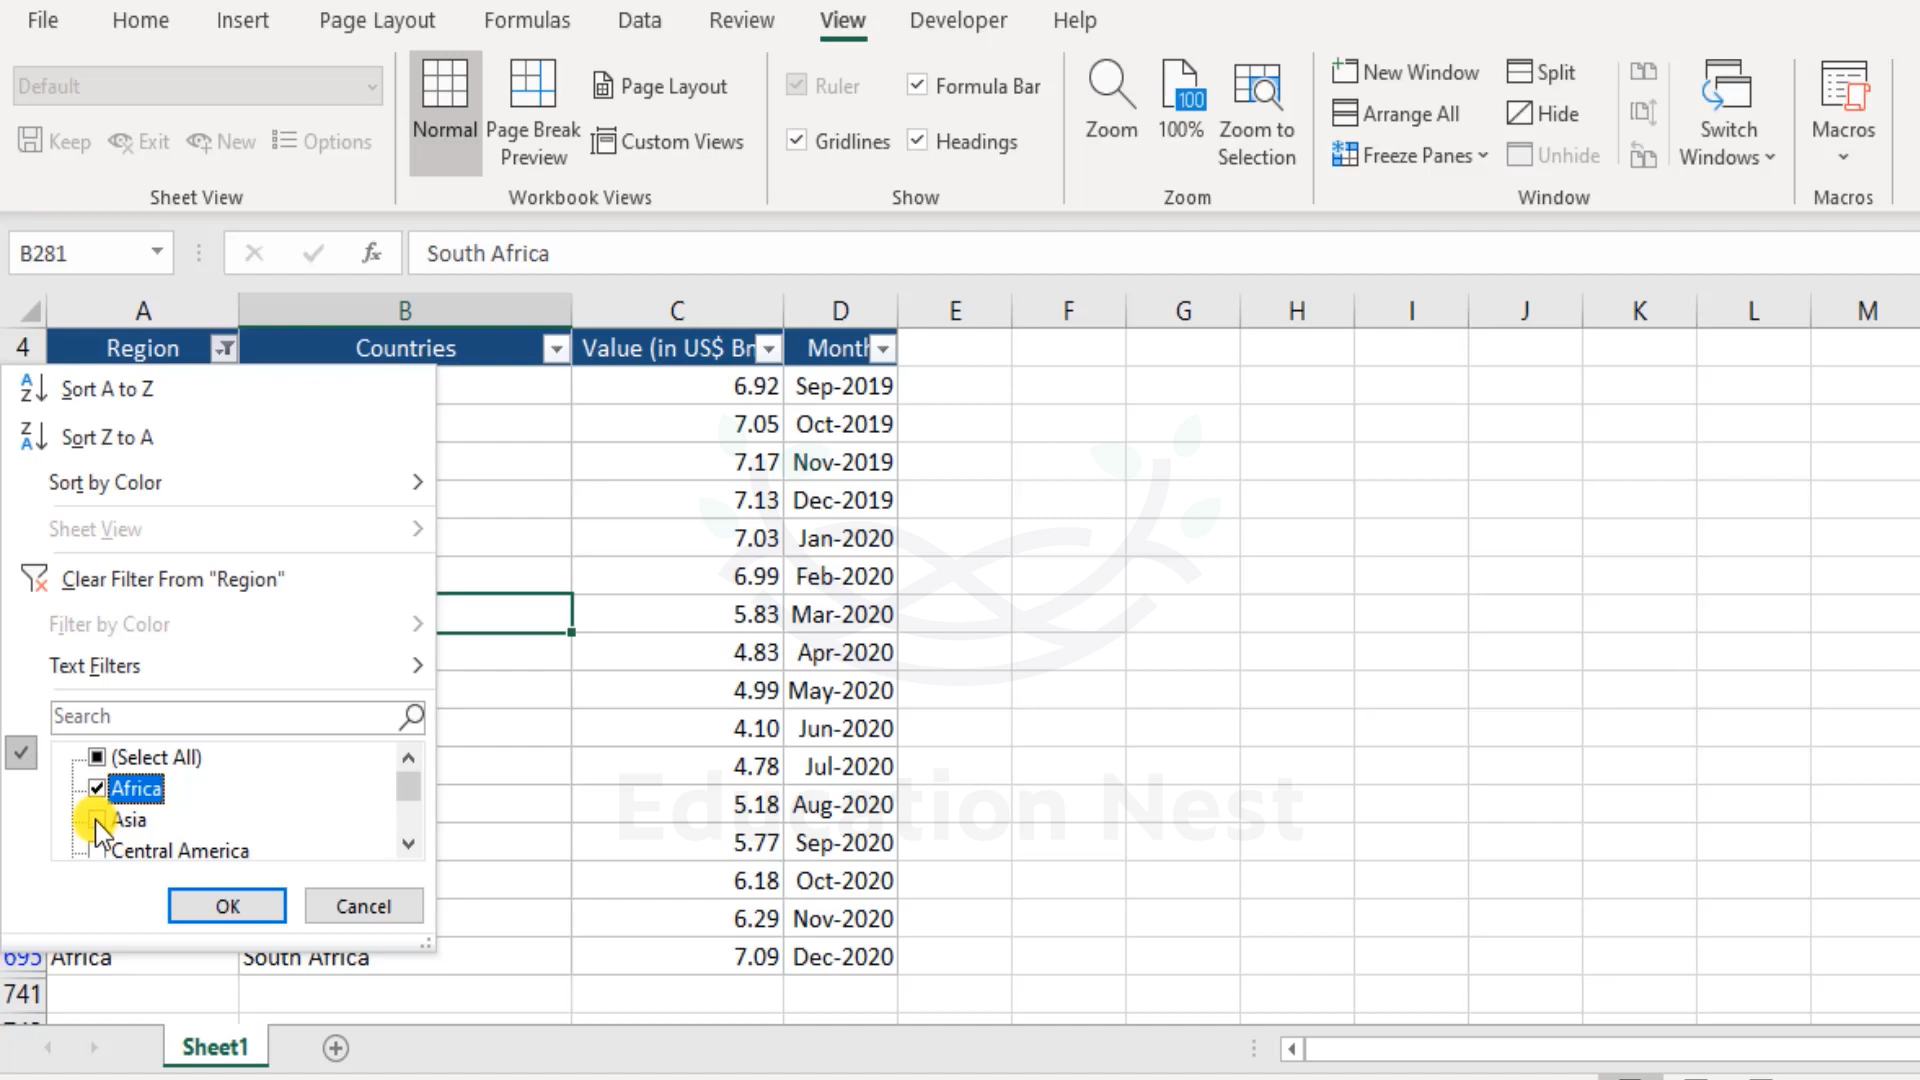 File Home Insert Page Layout Formulas Data Review View Developer Help
Default
Keep Exit New Options
Sheet View
Normal
Page Break Preview
Page Layout
Custom Views
Workbook Views
Ruler Formula Bar
Gridlines Headings
Show
Zoom
100
100%
Zoom to Selection
Zoom
New Window Split
Arrange All Hide
Freeze Panes Unhide
Switch Windows
Window
Macros
Macros
B281 fx South Africa
A B C D E F G H I J K L M
4 Region Countries Value (in US$ Bn Month
Sort A to Z
Sort Z to A
Sort by Color
Sheet View
Clear Filter From "Region"
Filter by Color
Text Filters
Search
(Select All)
Africa
Asia
Central America
OK Cancel
6.92 Sep-2019
7.05 Oct-2019
7.17 Nov-2019
7.13 Dec-2019
7.03 Jan-2020
6.99 Feb-2020
5.83 Mar-2020
4.83 Apr-2020
4.99 May-2020
4.10 Jun-2020
4.78 Jul-2020
5.18 Aug-2020
5.77 Sep-2020
6.18 Oct-2020
6.29 Nov-2020
695 Africa South Africa 7.09 Dec-2020
741
Education Nest
Sheet1